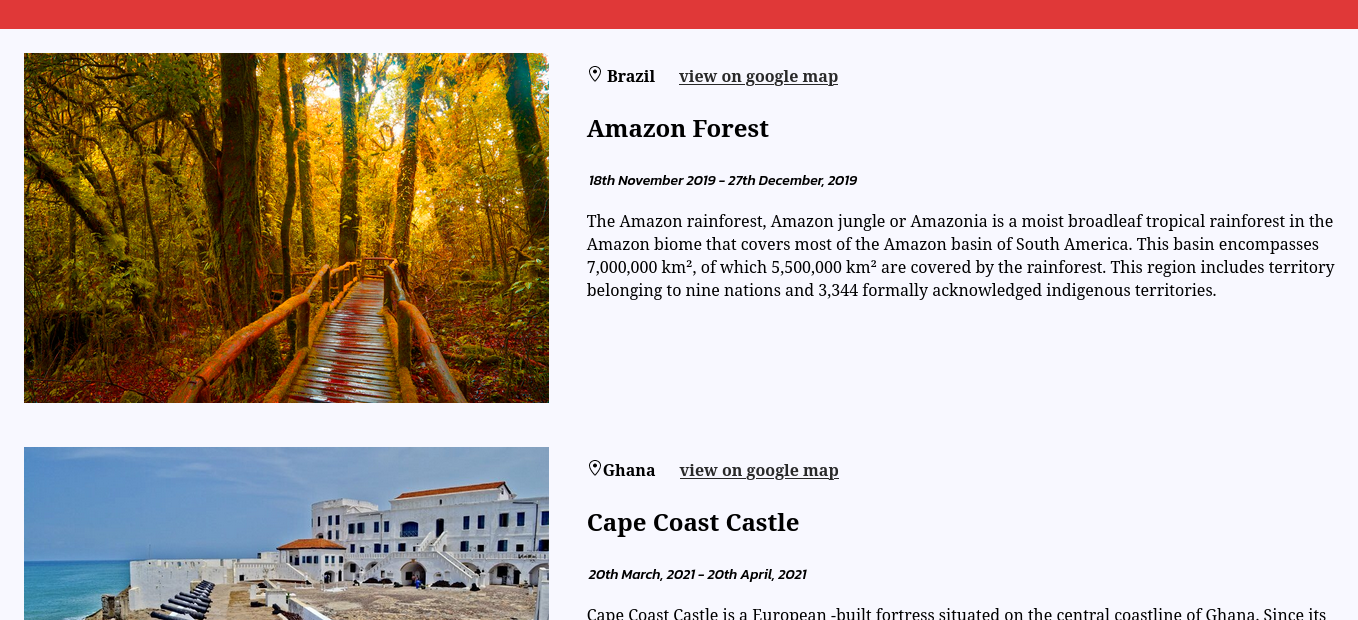 Brazil view on google map
Amazon Forest
18th November 2019 - 27th December, 2019
The Amazon rainforest, Amazon jungle or Amazonia is a moist broadleaf tropical rainforest in the
Amazon biome that covers most of the Amazon basin of South America. This basin encompasses
7,000,000 km², of which 5,500,000 km² are covered by the rainforest. This region includes territory
belonging to nine nations and 3,344 formally acknowledged indigenous territories.
Ghana view on google map
Cape Coast Castle
20th March, 2021 - 20th April, 2021
Cape Coast Castle is a European -built fortress situated on the central coastline of Ghana. Since its